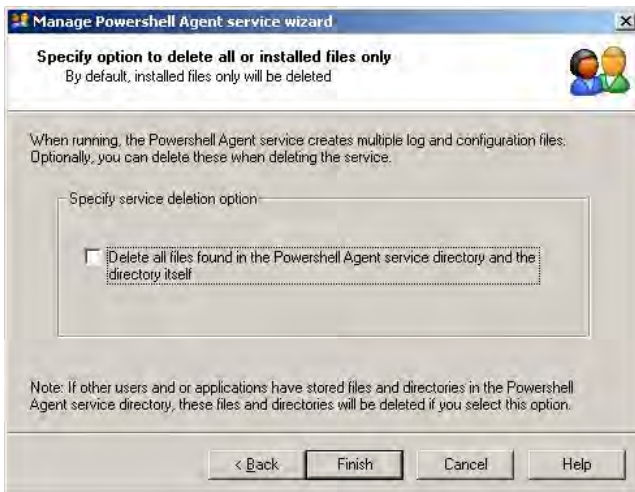 Manage Powershell Agent service wizard
Specify option to delete all or installed files only
By default, installed files only will be deleted
When running, the Powershell Agent service creates multiple log and configuration files.
Optionally, you can delete these when deleting the service.
Specify service deletion option
Delete all files found in the Powershell Agent service directory and the
directory itself
Note: If other users and or applications have stored files and directories in the Powershell
Agent service directory, these files and directories will be deleted if you select this option.
< Back Finish Cancel Help